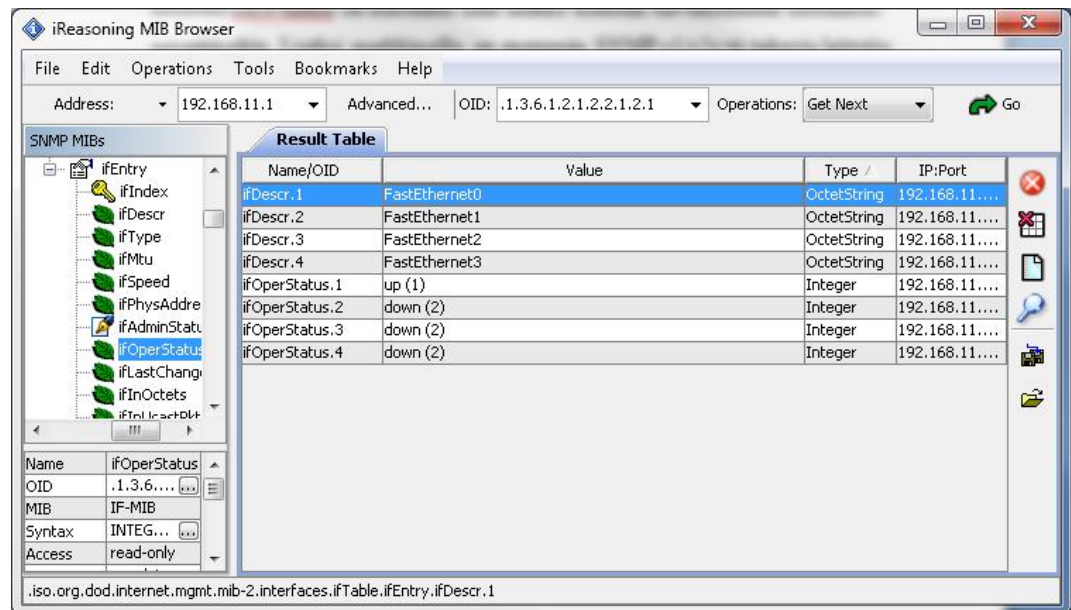 iReasoning MIB Browser
File Edit Operations Tools Bookmarks Help
Address: 192.168.11.1 Advanced... OID: .1.3.6.1.2.1.2.2.1.2.1 Operations: Get Next Go
SNMP MIBs
ifEntry
ifIndex
ifDescr
ifType
ifMtu
ifSpeed
ifPhysAddre
ifAdminStatu
ifOperStatus
ifLastChang
ifInOctets
ifInUcastPkt
Name ifOperStatus
OID .1.3.6.... ...
MIB IF-MIB
Syntax INTEG... ...
Access read-only
Result Table
Name/OID Value Type IP:Port
ifDescr.1 FastEthernet0 OctetString 192.168.11....
ifDescr.2 FastEthernet1 OctetString 192.168.11....
ifDescr.3 FastEthernet2 OctetString 192.168.11....
ifDescr.4 FastEthernet3 OctetString 192.168.11....
ifOperStatus.1 up (1) Integer 192.168.11....
ifOperStatus.2 down (2) Integer 192.168.11....
ifOperStatus.3 down (2) Integer 192.168.11....
ifOperStatus.4 down (2) Integer 192.168.11....
.iso.org.dod.internet.mgmt.mib-2.interfaces.ifTable.ifEntry.ifDescr.1